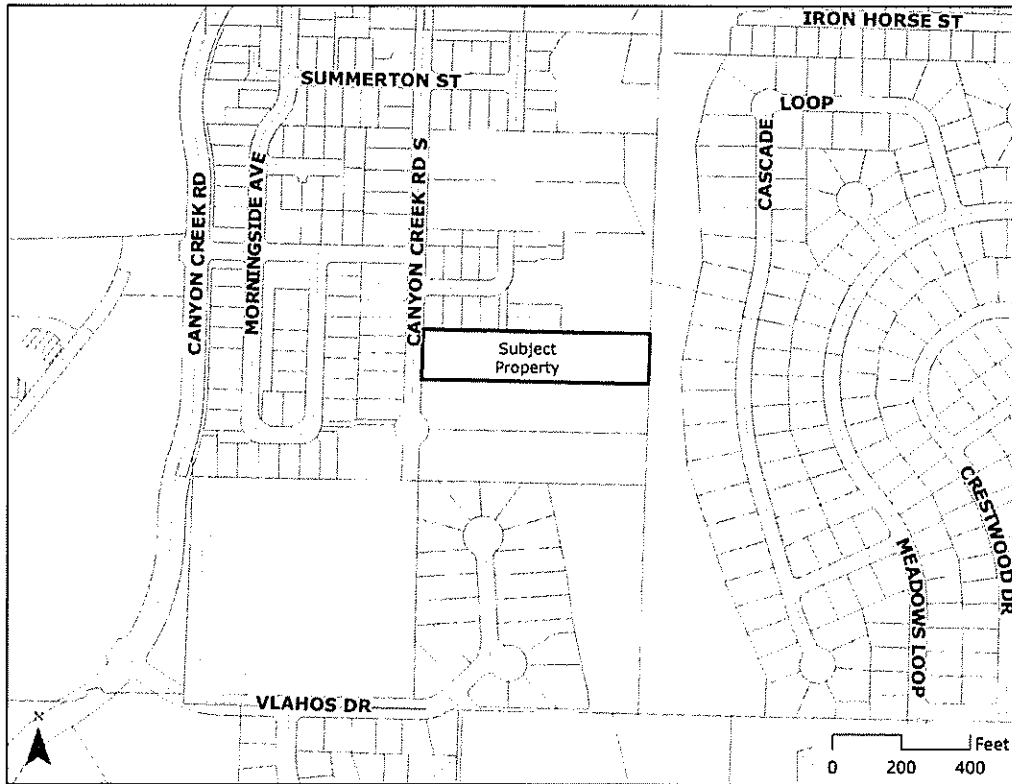 IRON HORSE ST
SUMMERTON ST
LOOP
CASCADE
MORNINGSIDE AVE
CANYON CREEK RD S
CANYON CREEK RD
Subject
Property
CRESTWOOD DR
MEADOWS LOOP
VLAHOS DR
Feet
0 200 400